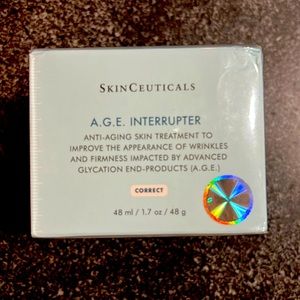 SKINCEUTICALS
A.G.E. INTERRUPTER
ANTI-AGING SKIN TREATMENT TO
IMPROVE THE APPEARANCE OF WRINKLES
AND FIRMNESS IMPACTED BY ADVANCED
GLYCATION END-PRODUCTS (A.G.E.)
CORRECT
48 ml / 1.7 oz / 48 g